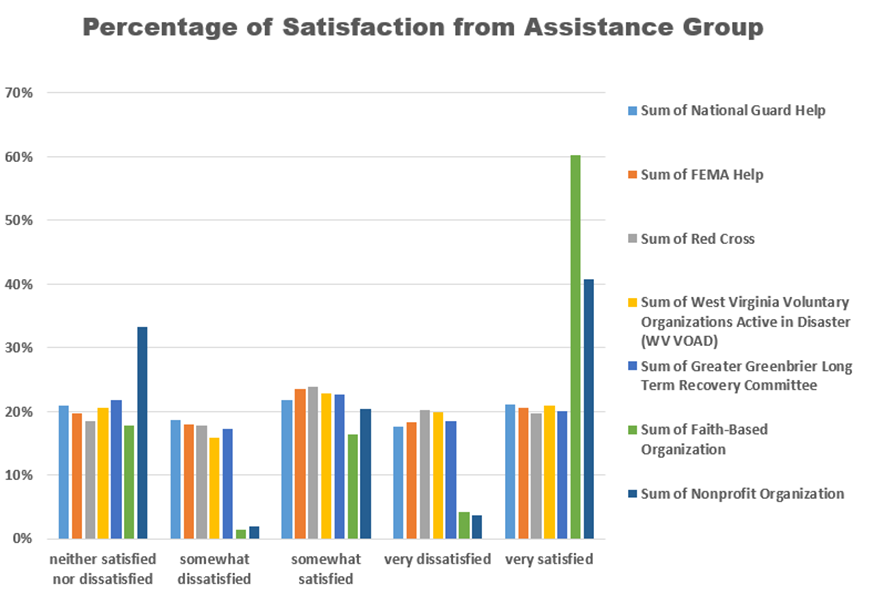 Percentage of Satisfaction from Assistance Group
70%
60%
50%
40%
30%
20%
10%
0%
neither satisfied
nor dissatisfied
somewhat
dissatisfied
somewhat
satisfied
very dissatisfied
very satisfied
Sum of National Guard Help
Sum of FEMA Help
Sum of Red Cross
Sum of West Virginia Voluntary
Organizations Active in Disaster
(WV VOAD)
Sum of Greater Greenbrier Long
Term Recovery Committee
Sum of Faith-Based
Organization
Sum of Nonprofit Organization